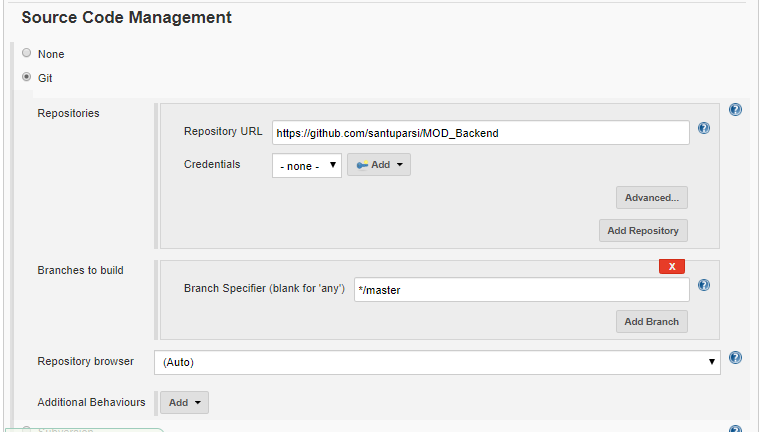 Source Code Management
None
Git
Repositories
Repository URL https://github.com/santuparsi/MOD_Backend
Credentials - none - Add
Advanced...
Add Repository
Branches to build
X
Branch Specifier (blank for 'any') */master
Add Branch
Repository browser (Auto)
Additional Behaviours Add